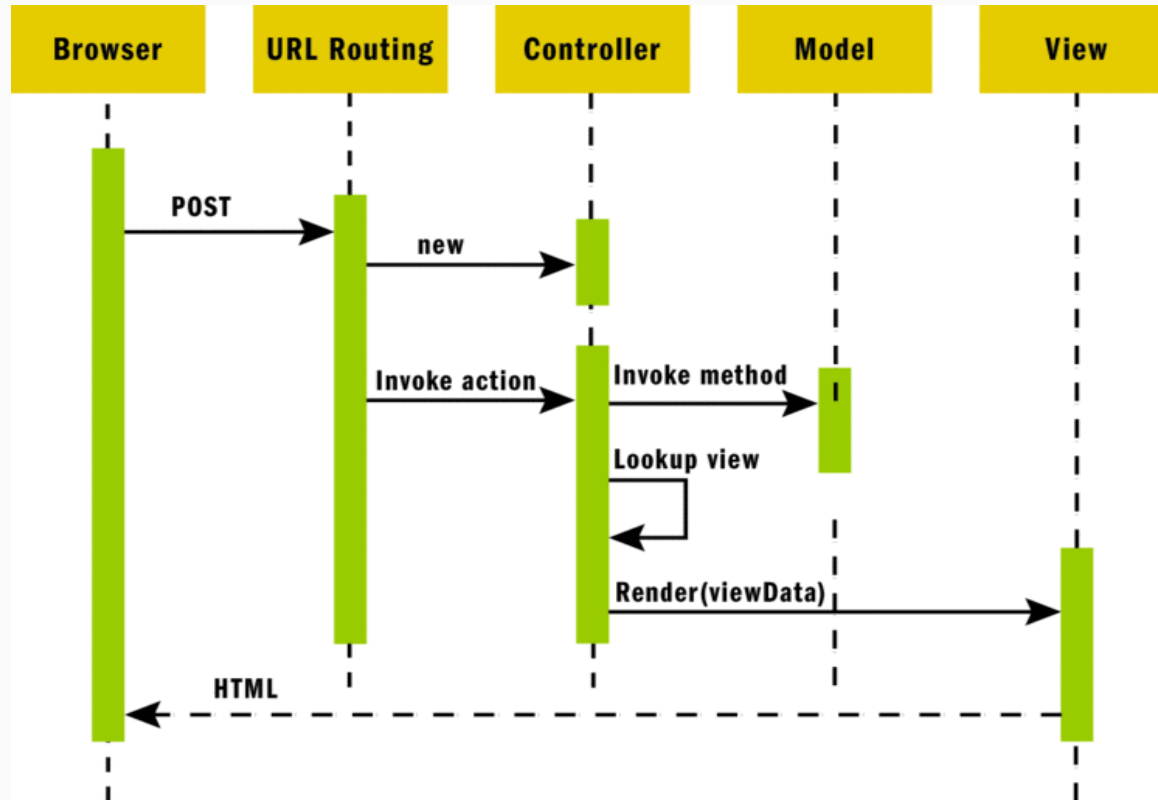 Browser
URL Routing
Controller
Model
View
POST
new
Invoke action
Invoke method
Lookup view
Render(viewData)
HTML